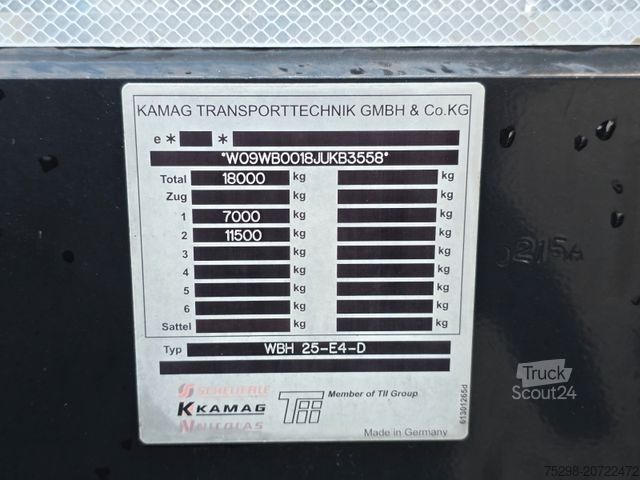 KAMAG TRANSPORTTECHNIK GMBH & Co.KG
e * *
*W09WB0018JUKB3558*
Total 18000 kg kg
Zug kg kg
1 7000 kg kg
2 11500 kg kg
3 kg kg
4 kg kg
5 kg kg
6 kg kg
Sattel kg kg
Typ WBH 25-E4-D
SCHEUERLE
KAMAG
NICOLAS
TII Member of TII Group
Made in Germany
61301265d
Truck
Scout24
75298-20722472